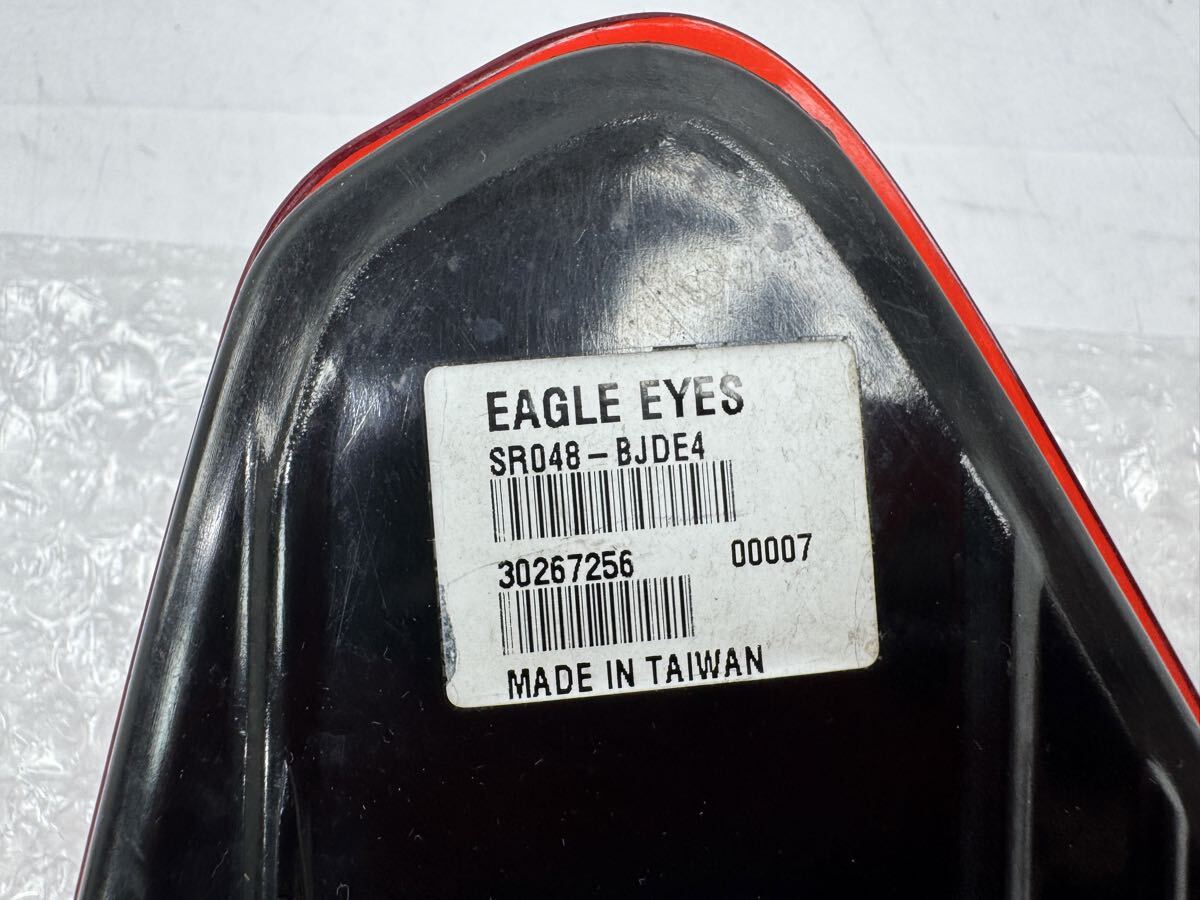 EAGLE EYES
SR048-BJDE4
30267256 00007
MADE IN TAIWAN